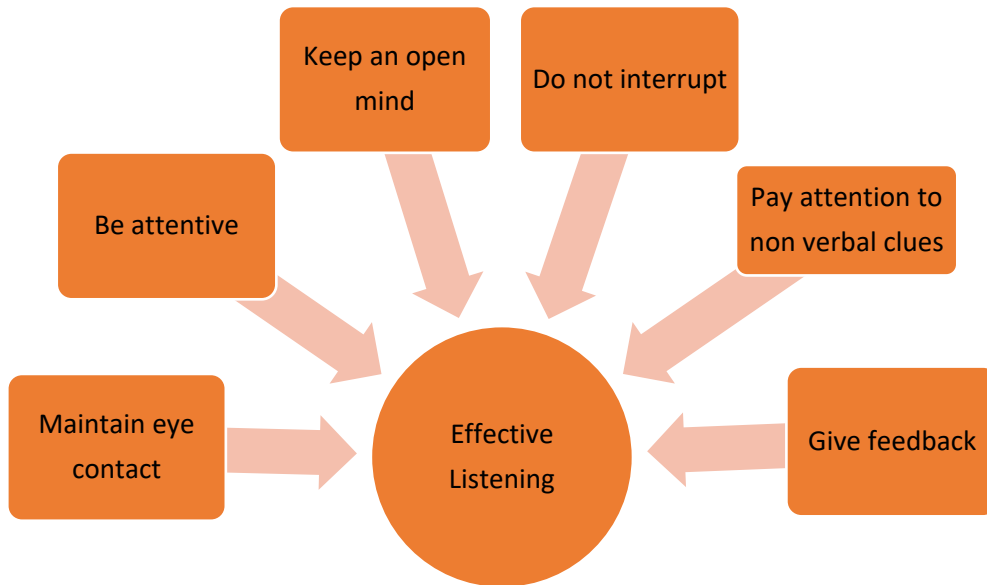 Keep an open
mind
Do not interrupt
Be attentive
Pay attention to
non verbal clues
Maintain eye
contact
Effective
Listening
Give feedback